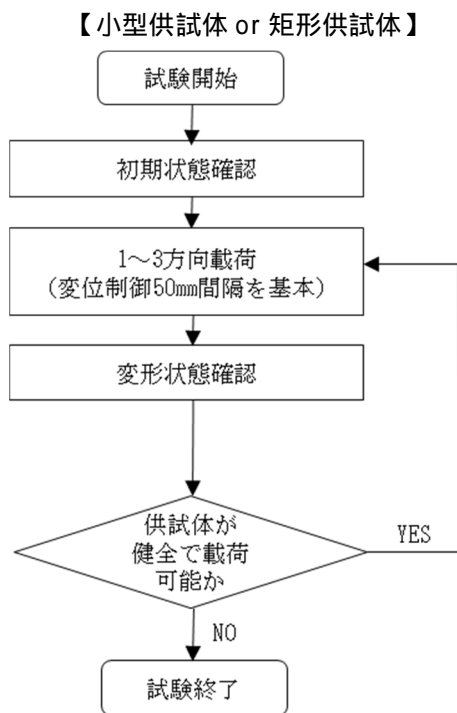 【小型供試体 or 矩形供試体】
試験開始
初期状態確認
1～3方向載荷
(変位制御50mm間隔を基本)
変形状態確認
供試体が
健全で載荷
可能か
YES
NO
試験終了